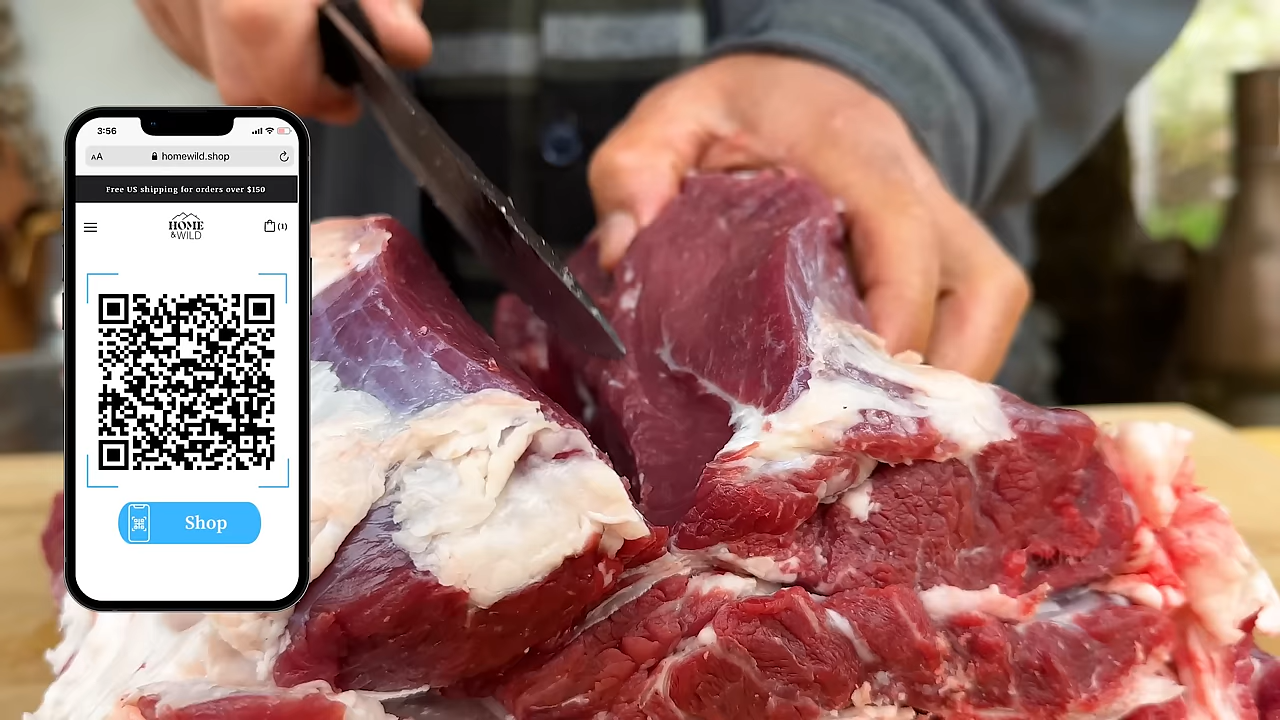 3:56
AA homewild.shop
Free US shipping for orders over $150
HOME
&WILD
(1)
Shop